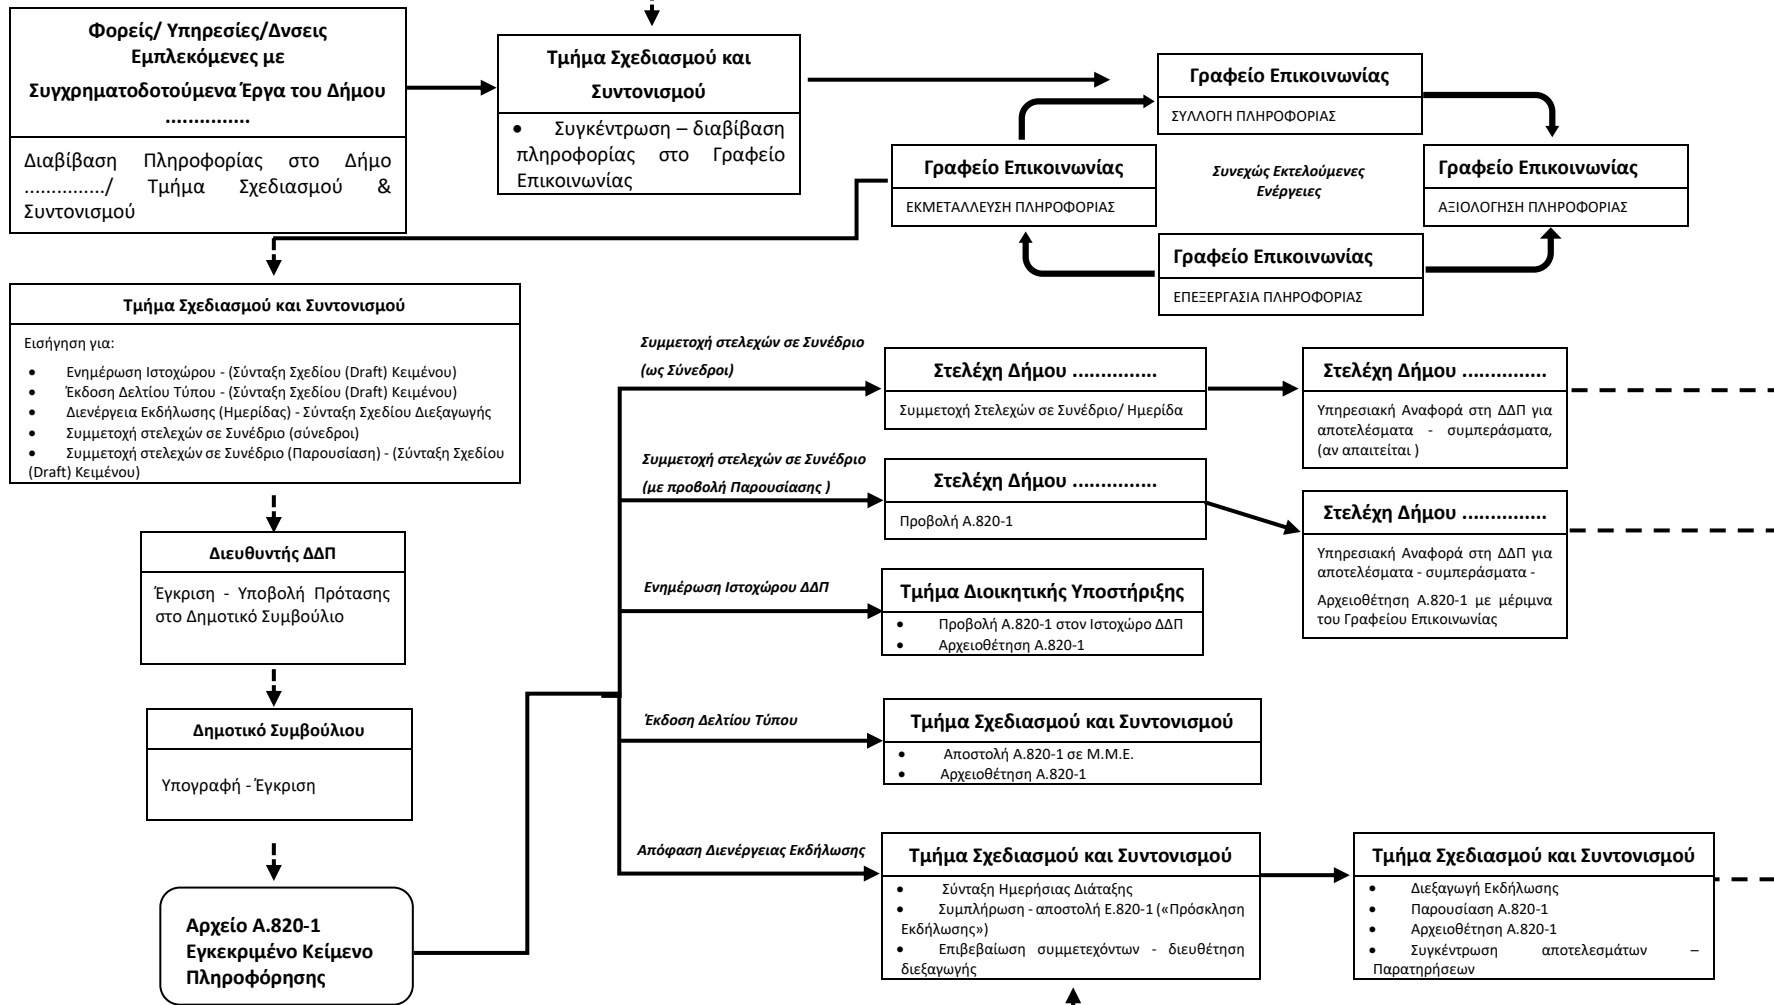 Φορείς/ Υπηρεσίες/Δνσεις
Εμπλεκόμενες με
Συγχρηματοδοτούμενα Έργα του Δήμου
...............
Διαβίβαση Πληροφορίας στο Δήμο
.............../ Τμήμα Σχεδιασμού &
Συντονισμού
Τμήμα Σχεδιασμού και
Συντονισμού
• Συγκέντρωση – διαβίβαση
πληροφορίας στο Γραφείο
Επικοινωνίας
Γραφείο Επικοινωνίας
ΣΥΛΛΟΓΗ ΠΛΗΡΟΦΟΡΙΑΣ
Γραφείο Επικοινωνίας
ΕΚΜΕΤΑΛΛΕΥΣΗ ΠΛΗΡΟΦΟΡΙΑΣ
Συνεχώς Εκτελούμενες
Ενέργειες
Γραφείο Επικοινωνίας
ΑΞΙΟΛΟΓΗΣΗ ΠΛΗΡΟΦΟΡΙΑΣ
Γραφείο Επικοινωνίας
ΕΠΕΞΕΡΓΑΣΙΑ ΠΛΗΡΟΦΟΡΙΑΣ
Τμήμα Σχεδιασμού και Συντονισμού
Εισήγηση για:
• Ενημέρωση Ιστοχώρου - (Σύνταξη Σχεδίου (Draft) Κειμένου)
• Έκδοση Δελτίου Τύπου - (Σύνταξη Σχεδίου (Draft) Κειμένου)
• Διενέργεια Εκδήλωσης (Ημερίδας) - Σύνταξη Σχεδίου Διεξαγωγής
• Συμμετοχή στελεχών σε Συνέδριο (σύνεδροι)
• Συμμετοχή στελεχών σε Συνέδριο (Παρουσίαση) - (Σύνταξη Σχεδίου
(Draft) Κειμένου)
Διευθυντής ΔΔΠ
Έγκριση - Υποβολή Πρότασης
στο Δημοτικό Συμβούλιο
Δημοτικό Συμβούλιου
Υπογραφή - Έγκριση
Αρχείο Α.820-1
Εγκεκριμένο Κείμενο
Πληροφόρησης
Συμμετοχή στελεχών σε Συνέδριο
(ως Σύνεδροι)
Στελέχη Δήμου ...............
Συμμετοχή Στελεχών σε Συνέδριο/ Ημερίδα
Στελέχη Δήμου ...............
Υπηρεσιακή Αναφορά στη ΔΔΠ για
αποτελέσματα - συμπεράσματα,
(αν απαιτείται )
Συμμετοχή στελεχών σε Συνέδριο
(με προβολή Παρουσίασης )
Στελέχη Δήμου ...............
Προβολή Α.820-1
Στελέχη Δήμου ...............
Υπηρεσιακή Αναφορά στη ΔΔΠ για
αποτελέσματα - συμπεράσματα -
Αρχειοθέτηση Α.820-1 με μέριμνα
του Γραφείου Επικοινωνίας
Ενημέρωση Ιστοχώρου ΔΔΠ
Τμήμα Διοικητικής Υποστήριξης
• Προβολή Α.820-1 στον Ιστοχώρο ΔΔΠ
• Αρχειοθέτηση Α.820-1
Έκδοση Δελτίου Τύπου
Τμήμα Σχεδιασμού και Συντονισμού
• Αποστολή Α.820-1 σε Μ.Μ.Ε.
• Αρχειοθέτηση Α.820-1
Απόφαση Διενέργειας Εκδήλωσης
Τμήμα Σχεδιασμού και Συντονισμού
• Σύνταξη Ημερήσιας Διάταξης
• Συμπλήρωση - αποστολή Ε.820-1 («Πρόσκληση
Εκδήλωσης»)
• Επιβεβαίωση συμμετεχόντων - διευθέτηση
διεξαγωγής
Τμήμα Σχεδιασμού και Συντονισμού
• Διεξαγωγή Εκδήλωσης
• Παρουσίαση Α.820-1
• Αρχειοθέτηση Α.820-1
• Συγκέντρωση αποτελεσμάτων –
Παρατηρήσεων